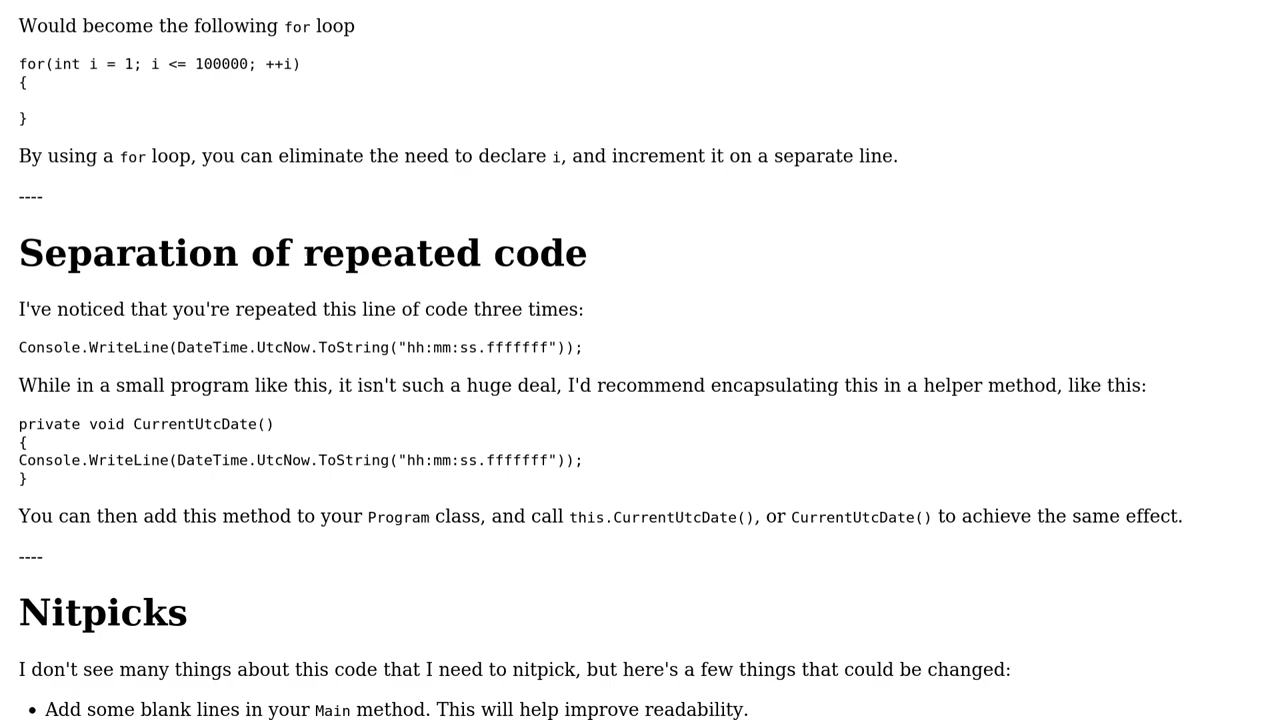 Would become the following for loop
for(int i = 1; i <= 100000; ++i)
{
}
By using a for loop, you can eliminate the need to declare i, and increment it on a separate line.
----
Separation of repeated code
I've noticed that you're repeated this line of code three times:
Console.WriteLine(DateTime.UtcNow.ToString("hh:mm:ss.fffffff"));
While in a small program like this, it isn't such a huge deal, I'd recommend encapsulating this in a helper method, like this:
private void CurrentUtcDate()
{
Console.WriteLine(DateTime.UtcNow.ToString("hh:mm:ss.fffffff"));
}
You can then add this method to your Program class, and call this.CurrentUtcDate(), or CurrentUtcDate() to achieve the same effect.
----
Nitpicks
I don't see many things about this code that I need to nitpick, but here's a few things that could be changed:
• Add some blank lines in your Main method. This will help improve readability.